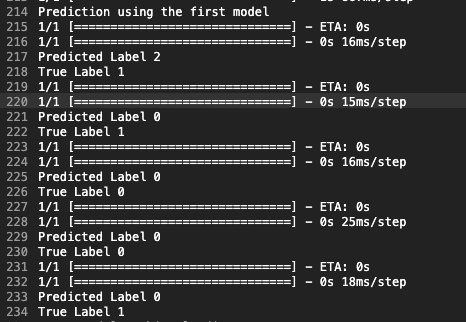 214 Prediction using the first model
215 1/1 [==============================] - ETA: 0s
216 1/1 [==============================] - 0s 16ms/step
217 Predicted Label 2
218 True Label 1
219 1/1 [==============================] - ETA: 0s
220 1/1 [==============================] - 0s 15ms/step
221 Predicted Label 0
222 True Label 1
223 1/1 [==============================] - ETA: 0s
224 1/1 [==============================] - 0s 16ms/step
225 Predicted Label 0
226 True Label 0
227 1/1 [==============================] - ETA: 0s
228 1/1 [==============================] - 0s 25ms/step
229 Predicted Label 0
230 True Label 0
231 1/1 [==============================] - ETA: 0s
232 1/1 [==============================] - 0s 18ms/step
233 Predicted Label 0
234 True Label 1